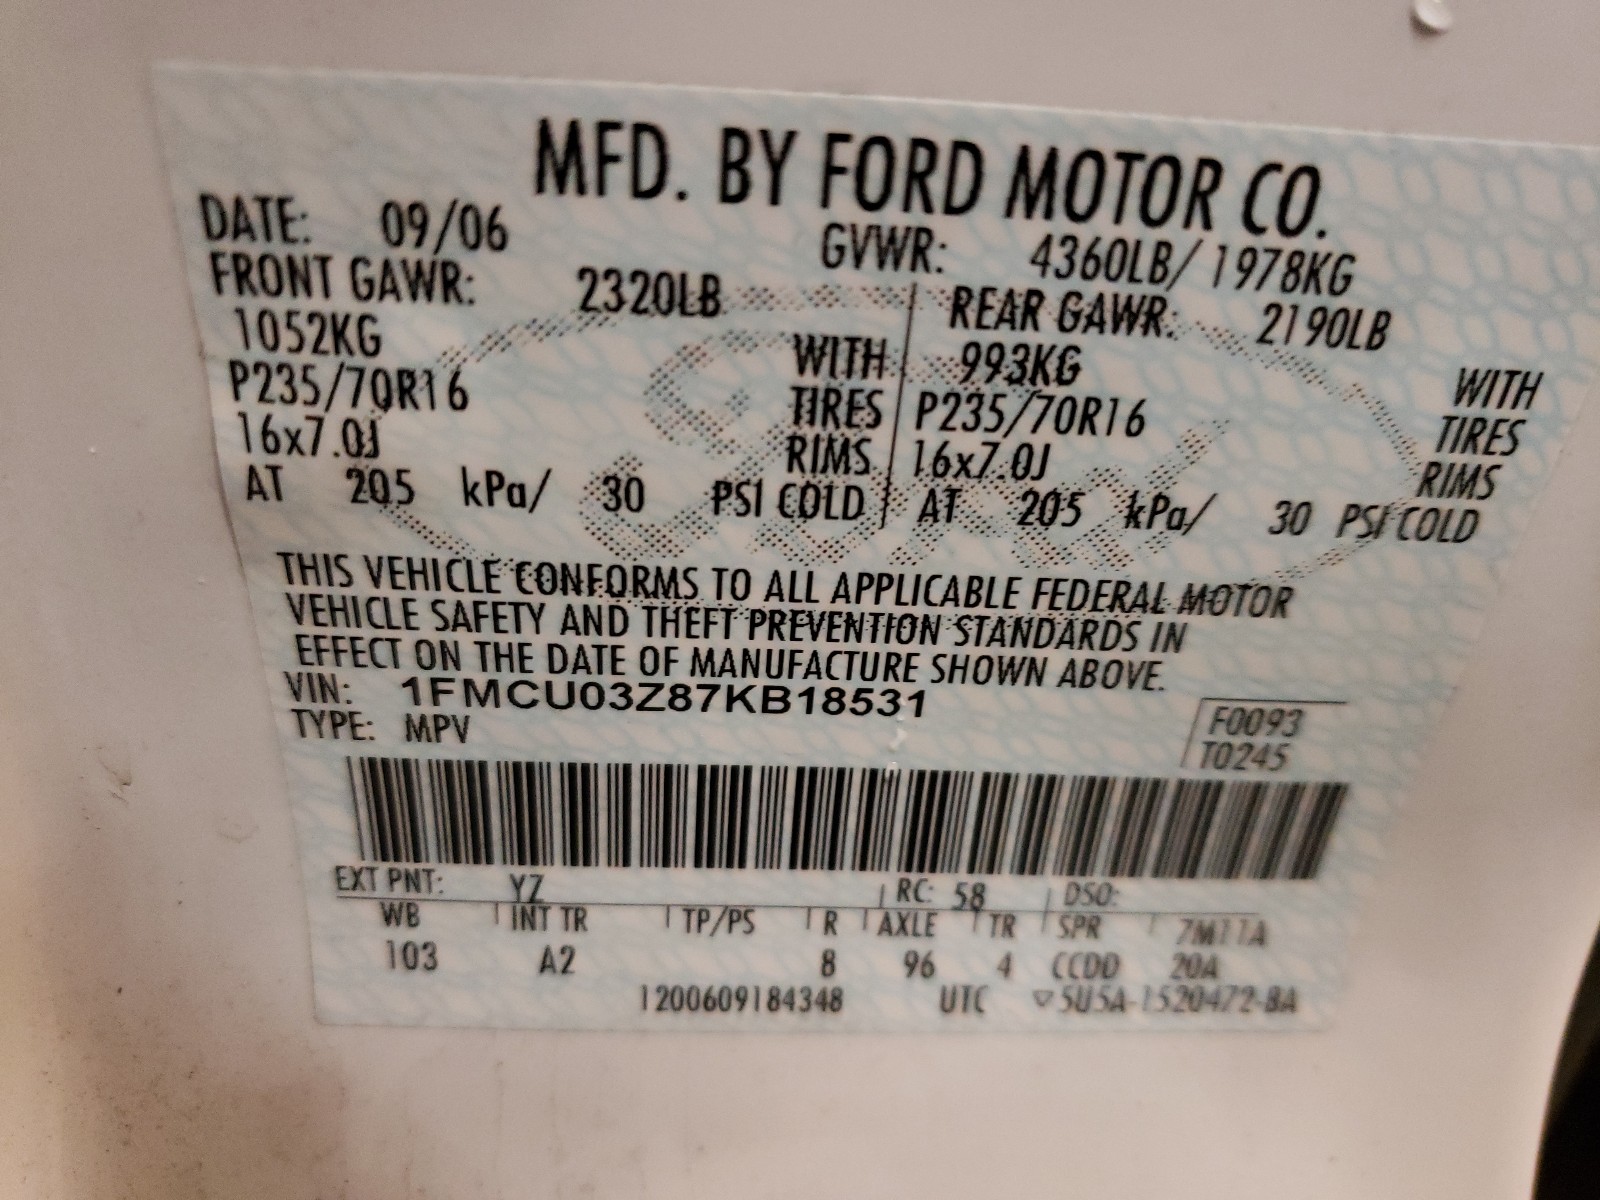 MFD. BY FORD MOTOR CO.
DATE: 09/06 GVWR: 4360LB/ 1978KG
FRONT GAWR: 2320LB REAR GAWR: 2190LB
1052KG WITH 993KG WITH
P235/70R16 TIRES P235/70R16 TIRES
16x7.0J RIMS 16x7.0J RIMS
AT 205 kPa/ 30 PSI COLD AT 205 kPa/ 30 PSI COLD
THIS VEHICLE CONFORMS TO ALL APPLICABLE FEDERAL MOTOR
VEHICLE SAFETY AND THEFT PREVENTION STANDARDS IN
EFFECT ON THE DATE OF MANUFACTURE SHOWN ABOVE.
VIN: 1FMCU03Z87KB18531
TYPE: MPV
F0093
T0245
EXT PNT: YZ RC: 58 DSO:
WB INT TR TP/PS R AXLE TR SPR 7M11A
103 A2 8 96 4 CCDD 20A
1200609184348 UTC ▽5U5A-1520472-BA